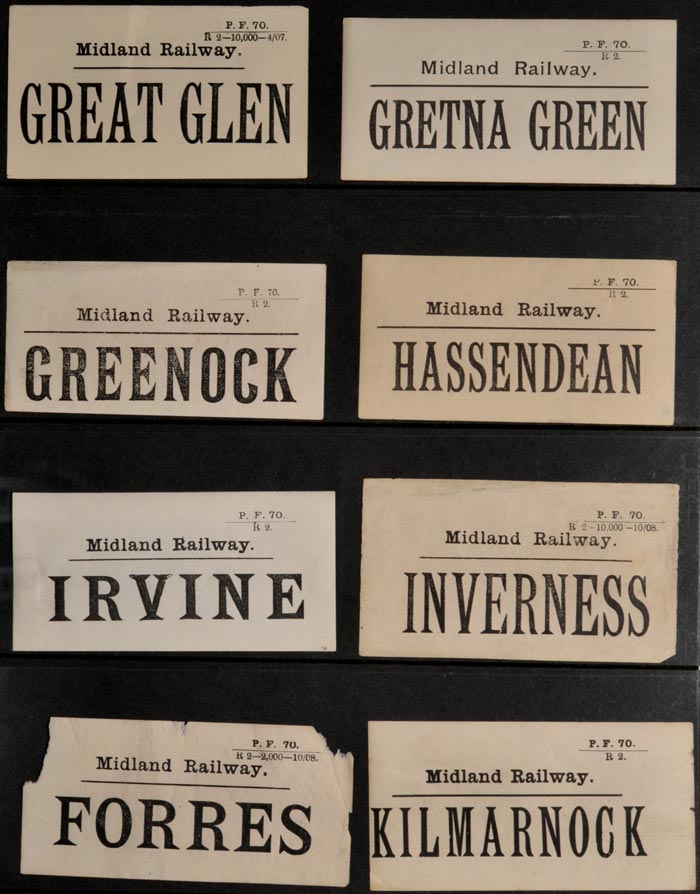 P. F. 70.
R 2—10,000—4/07.
Midland Railway.
GREAT GLEN
P. F. 70.
R 2.
Midland Railway.
GRETNA GREEN
P. F. 70.
R 2.
Midland Railway.
GREENOCK
P. F. 70.
R 2.
Midland Railway.
HASSENDEAN
P. F. 70.
R 2.
Midland Railway.
IRVINE
P. F. 70.
R 2—10,000—10/08.
Midland Railway.
INVERNESS
P. F. 70.
R 2—2,000—10/08.
Midland Railway.
FORRES
P. F. 70.
R 2.
Midland Railway.
KILMARNOCK